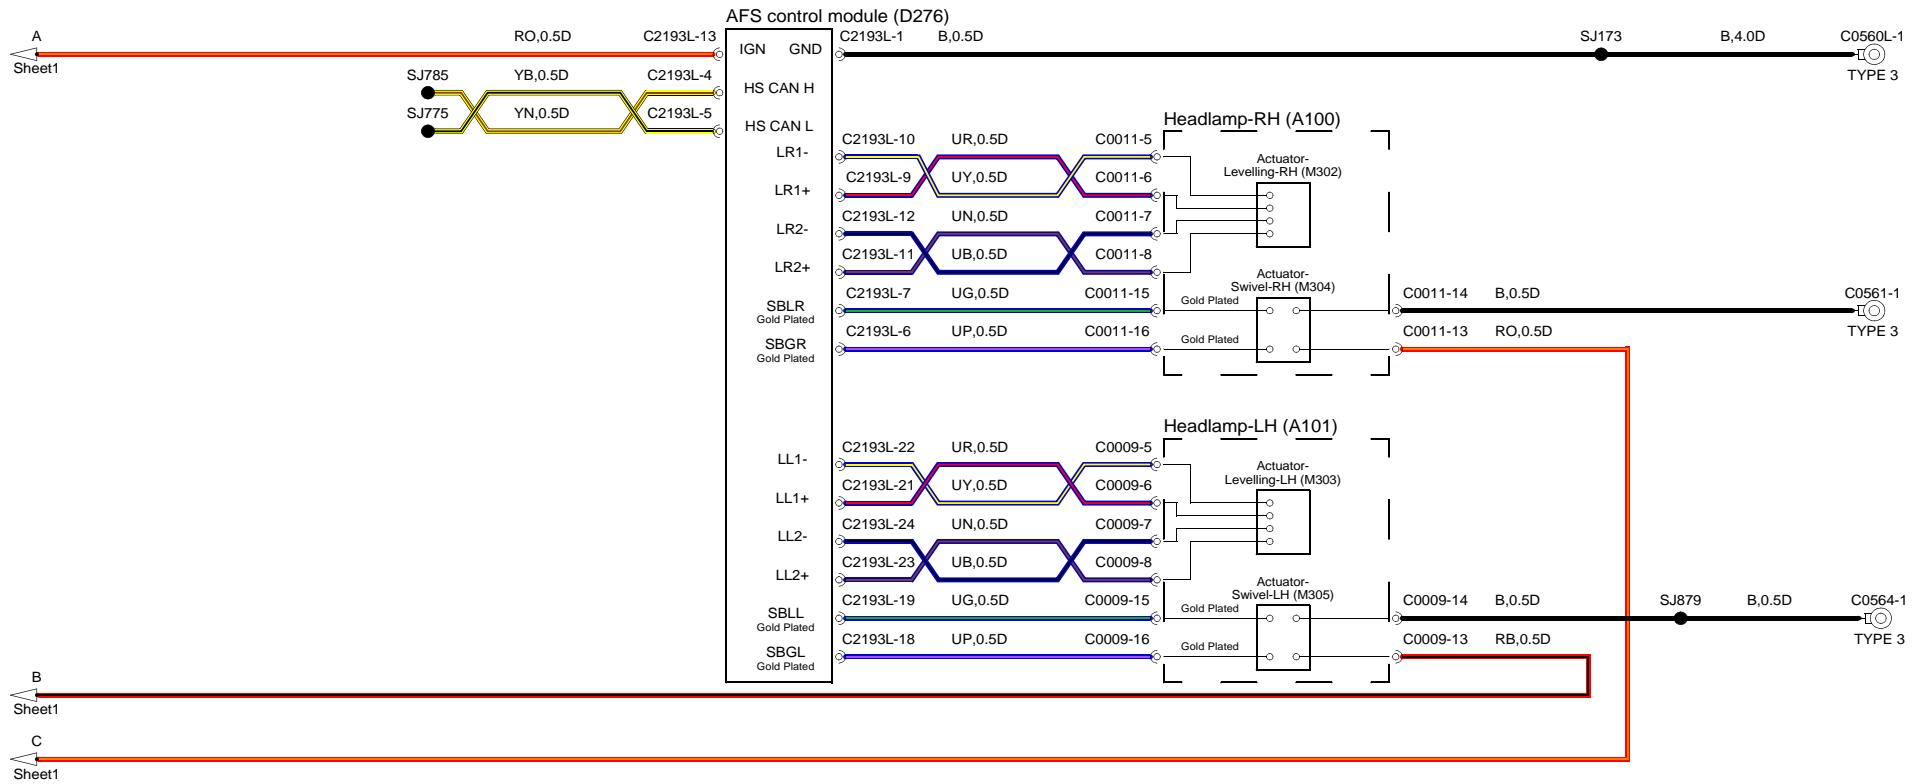 AFS control module (D276)
A RO,0.5D C2193L-13 IGN GND C2193L-1 B,0.5D SJ173 B,4.0D C0560L-1
Sheet1 TYPE 3
SJ785 YB,0.5D C2193L-4 HS CAN H
SJ775 YN,0.5D C2193L-5 HS CAN L
Headlamp-RH (A100)
LR1- C2193L-10 UR,0.5D C0011-5
Actuator-
Levelling-RH (M302)
LR1+ C2193L-9 UY,0.5D C0011-6
LR2- C2193L-12 UN,0.5D C0011-7
LR2+ C2193L-11 UB,0.5D C0011-8
Actuator-
Swivel-RH (M304)
SBLR C2193L-7 UG,0.5D C0011-15 Gold Plated C0011-14 B,0.5D C0561-1
Gold Plated TYPE 3
SBGR C2193L-6 UP,0.5D C0011-16 Gold Plated C0011-13 RO,0.5D
Gold Plated
Headlamp-LH (A101)
LL1- C2193L-22 UR,0.5D C0009-5
Actuator-
Levelling-LH (M303)
LL1+ C2193L-21 UY,0.5D C0009-6
LL2- C2193L-24 UN,0.5D C0009-7
LL2+ C2193L-23 UB,0.5D C0009-8
Actuator-
Swivel-LH (M305)
SBLL C2193L-19 UG,0.5D C0009-15 Gold Plated C0009-14 B,0.5D SJ879 B,0.5D C0564-1
Gold Plated TYPE 3
SBGL C2193L-18 UP,0.5D C0009-16 Gold Plated C0009-13 RB,0.5D
Gold Plated
B
Sheet1
C
Sheet1